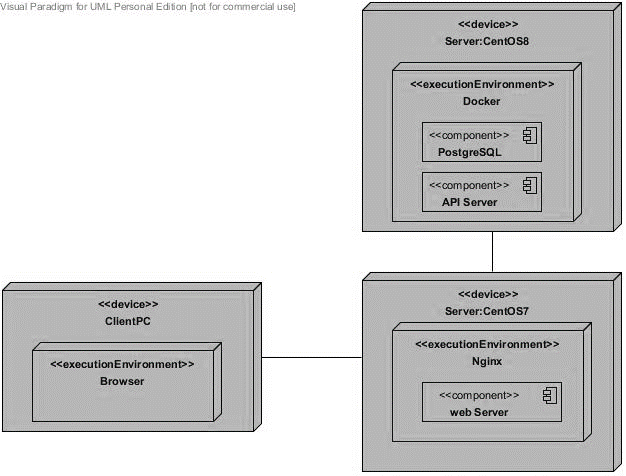 Visual Paradigm for UML Personal Edition [not for commercial use]
<<device>>
Server:CentOS8
<<executionEnvironment>>
Docker
<<component>>
PostgreSQL
<<component>>
API Server
<<device>>
ClientPC
<<executionEnvironment>>
Browser
<<device>>
Server:CentOS7
<<executionEnvironment>>
Nginx
<<component>>
web Server